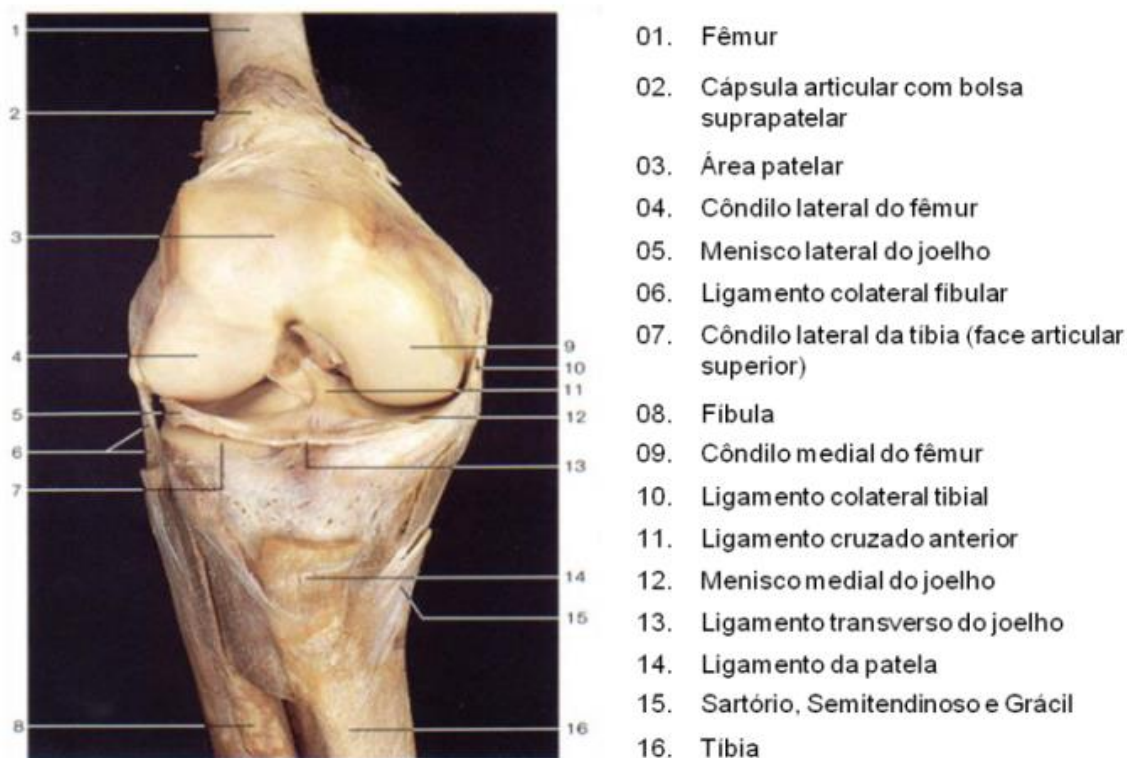 1
2
3
4
5
6
7
8
9
10
11
12
13
14
15
16
01. Fêmur
02. Cápsula articular com bolsa
suprapatelar
03. Área patelar
04. Côndilo lateral do fêmur
05. Menisco lateral do joelho
06. Ligamento colateral fibular
07. Côndilo lateral da tíbia (face articular
superior)
08. Fíbula
09. Côndilo medial do fêmur
10. Ligamento colateral tibial
11. Ligamento cruzado anterior
12. Menisco medial do joelho
13. Ligamento transverso do joelho
14. Ligamento da patela
15. Sartório, Semitendinoso e Grácil
16. Tíbia